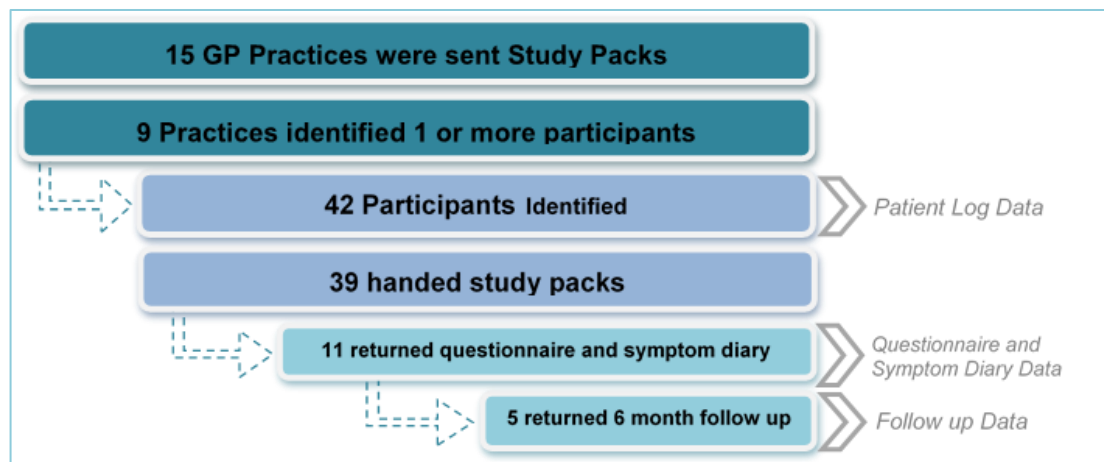 15 GP Practices were sent Study Packs
9 Practices identified 1 or more participants
42 Participants Identified
Patient Log Data
39 handed study packs
11 returned questionnaire and symptom diary
Questionnaire and
Symptom Diary Data
5 returned 6 month follow up
Follow up Data